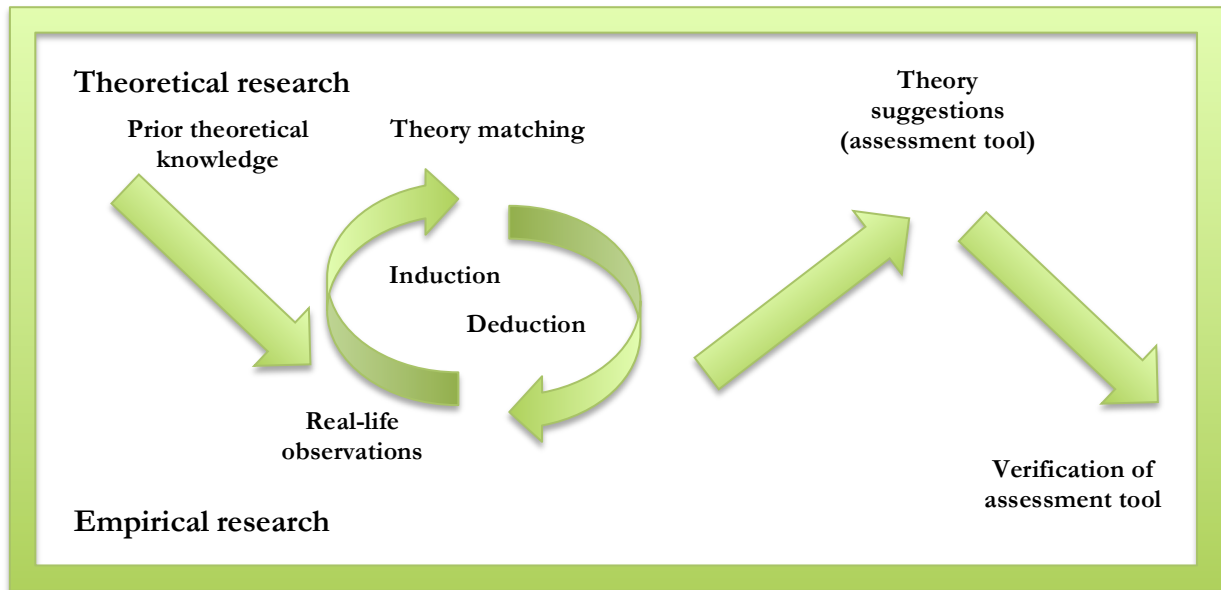 Theoretical research
Prior theoretical
knowledge
Theory matching
Theory
suggestions
(assessment tool)
Induction
Deduction
Real-life
observations
Verification of
assessment tool
Empirical research